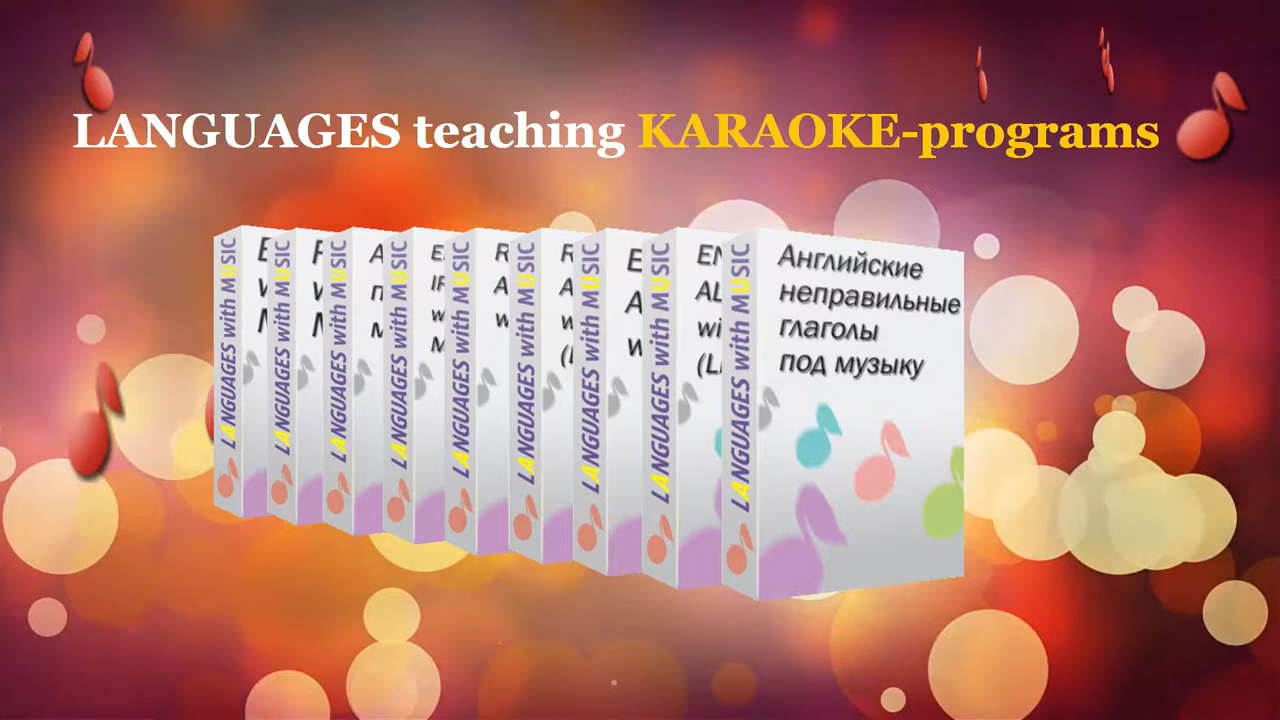 LANGUAGES teaching KARAOKE-programs
LANGUAGES with MUSIC
LANGUAGES with MUSIC
LANGUAGES with MUSIC
LANGUAGES with MUSIC
LANGUAGES with MUSIC
LANGUAGES with MUSIC
LANGUAGES with MUSIC
LANGUAGES with MUSIC
LANGUAGES with MUSIC
Английские
неправильные
глаголы
под музыку